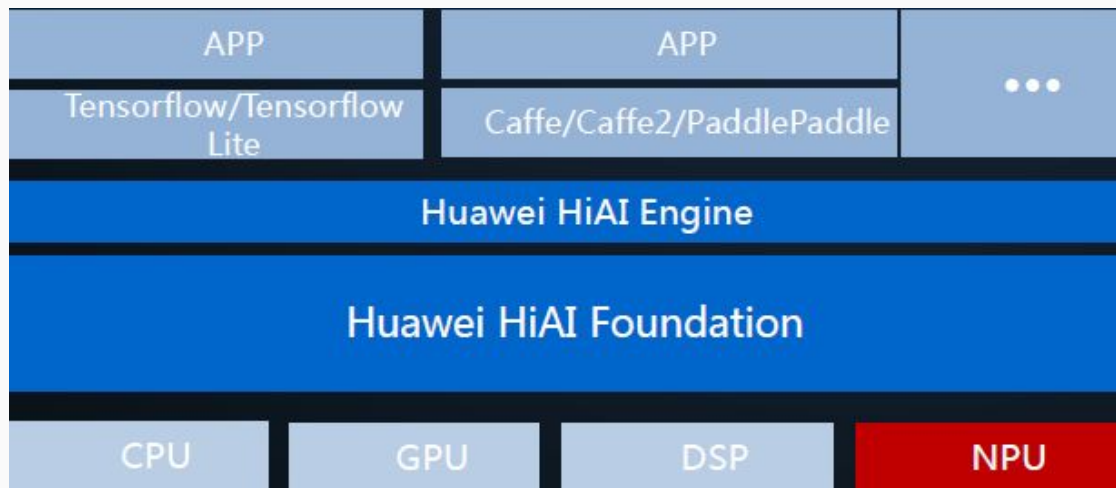 APP
APP
•••
Tensorflow/Tensorflow
Lite
Caffe/Caffe2/PaddlePaddle
Huawei HiAI Engine
Huawei HiAI Foundation
CPU
GPU
DSP
NPU